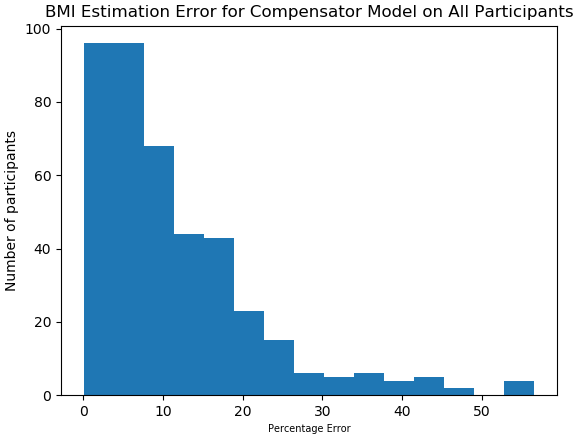 BMI Estimation Error for Compensator Model on All Participants
100
80
60
40
20
0
Number of participants
0 10 20 30 40 50
Percentage Error